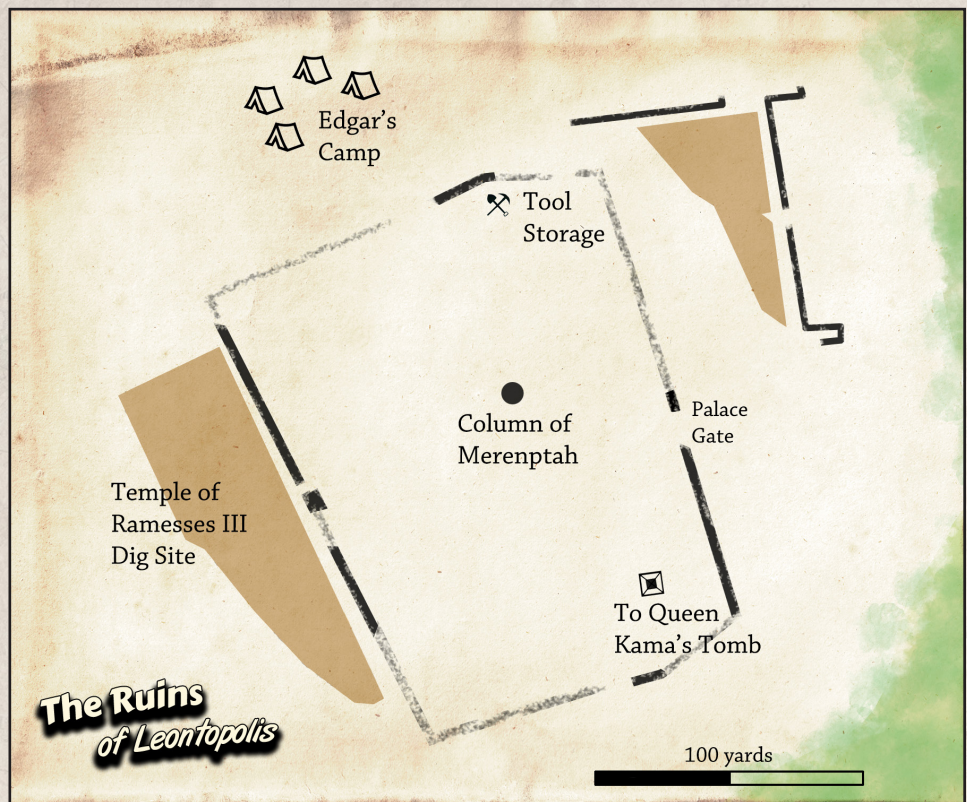 Edgar's
Camp
Tool
Storage
Column of
Merenptah
Palace
Gate
Temple of
Ramesses III
Dig Site
To Queen
Kama's Tomb
The Ruins
of Leontopolis
100 yards